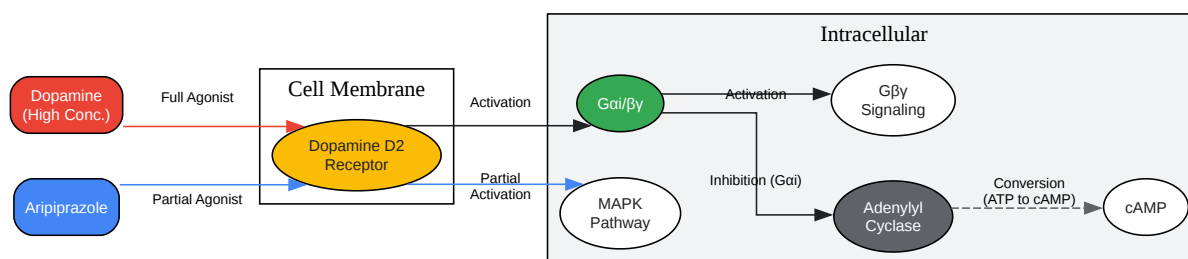 Intracellular
Cell Membrane
Dopamine
(High Conc.)
Full Agonist
Dopamine D2
Receptor
Activation
Gαi/βγ
Activation
Gβγ
Signaling
Aripiprazole
Partial Agonist
Partial
Activation
MAPK
Pathway
Inhibition (Gαi)
Adenylyl
Cyclase
Conversion
(ATP to cAMP)
cAMP